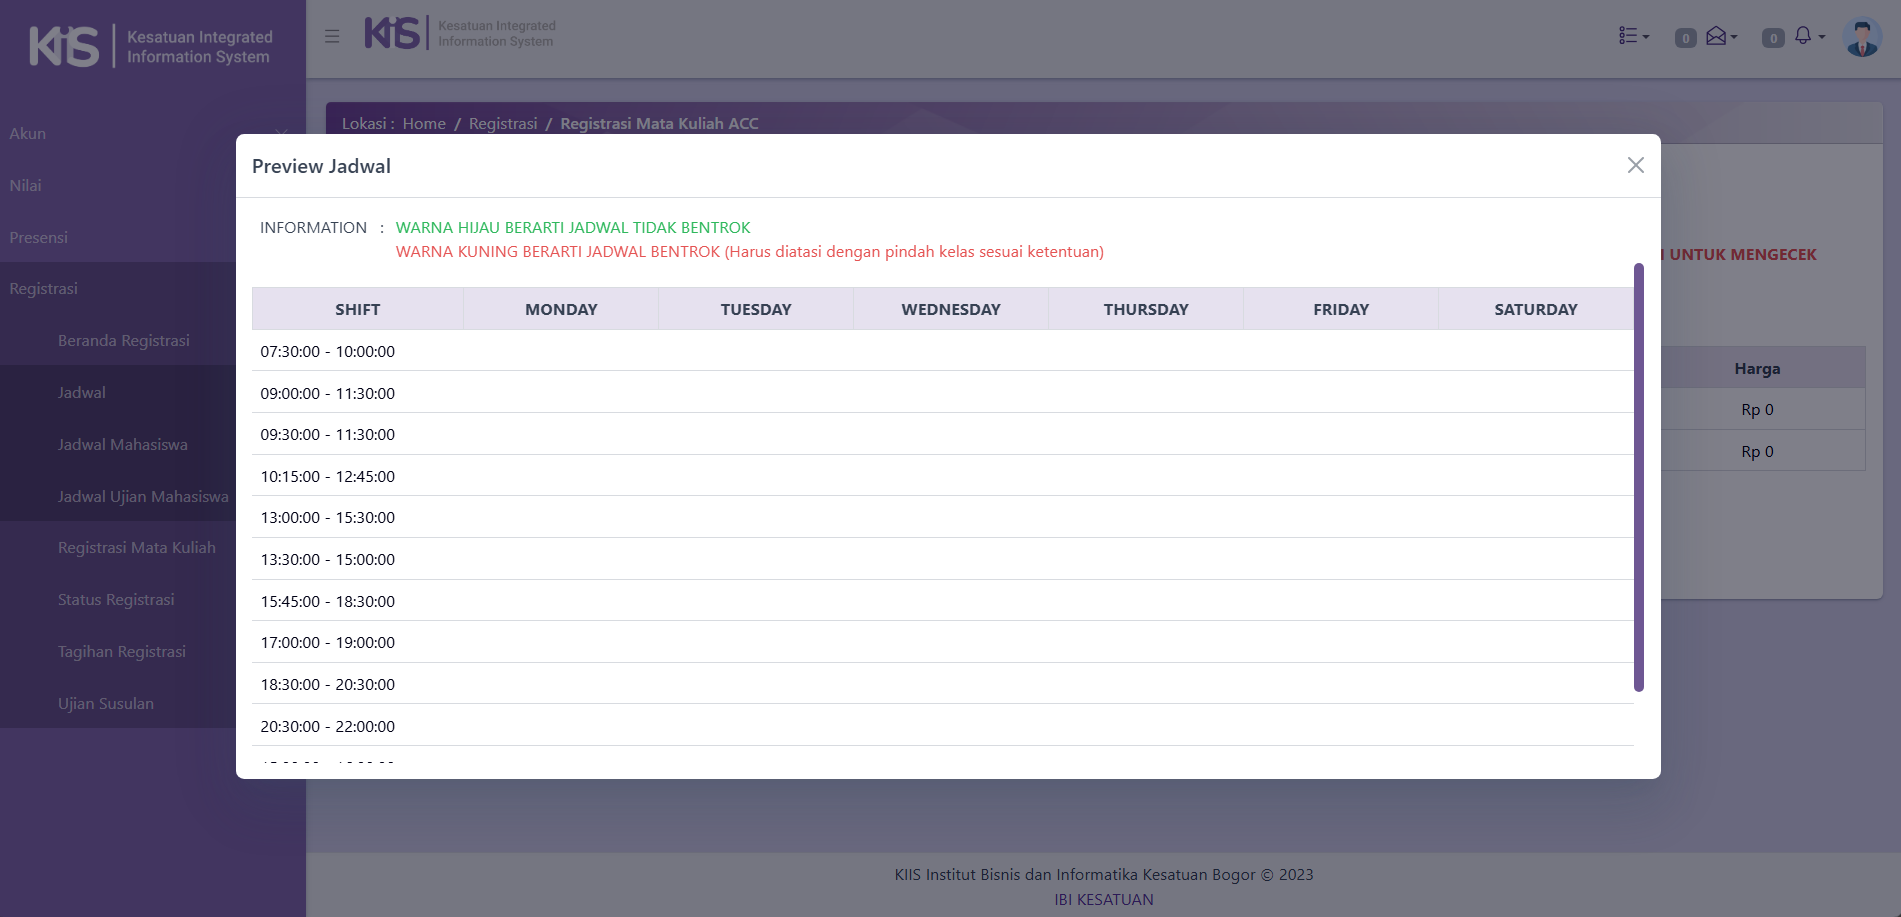 KIS Kesatuan Integrated
Information System
KIS Kesatuan Integrated
Information System
0
0
Akun
Nilai
Presensi
Registrasi
Beranda Registrasi
Jadwal
Jadwal Mahasiswa
Jadwal Ujian Mahasiswa
Registrasi Mata Kuliah
Status Registrasi
Tagihan Registrasi
Ujian Susulan
Lokasi : Home / Registrasi / Registrasi Mata Kuliah ACC
Preview Jadwal
INFORMATION : WARNA HIJAU BERARTI JADWAL TIDAK BENTROK
WARNA KUNING BERARTI JADWAL BENTROK (Harus diatasi dengan pindah kelas sesuai ketentuan)
SHIFT MONDAY TUESDAY WEDNESDAY THURSDAY FRIDAY SATURDAY
07:30:00 - 10:00:00
09:00:00 - 11:30:00
09:30:00 - 11:30:00
10:15:00 - 12:45:00
13:00:00 - 15:30:00
13:30:00 - 15:00:00
15:45:00 - 18:30:00
17:00:00 - 19:00:00
18:30:00 - 20:30:00
20:30:00 - 22:00:00
UNTUK MENGECEK
Harga
Rp 0
Rp 0
KIIS Institut Bisnis dan Informatika Kesatuan Bogor © 2023
IBI KESATUAN